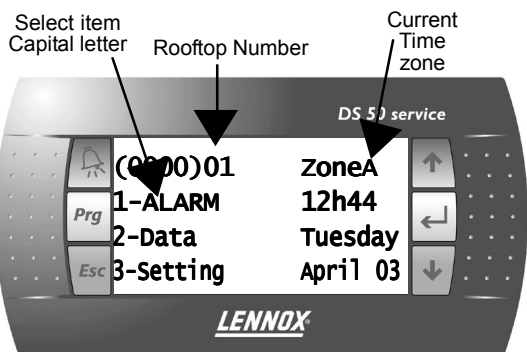 Select item
Capital letter
Rooftop Number
Current
Time
zone
DS 50 service
(0000)01 ZoneA
1-ALARM 12h44
2-Data Tuesday
3-Setting April 03
Prg
Esc
LENNOX